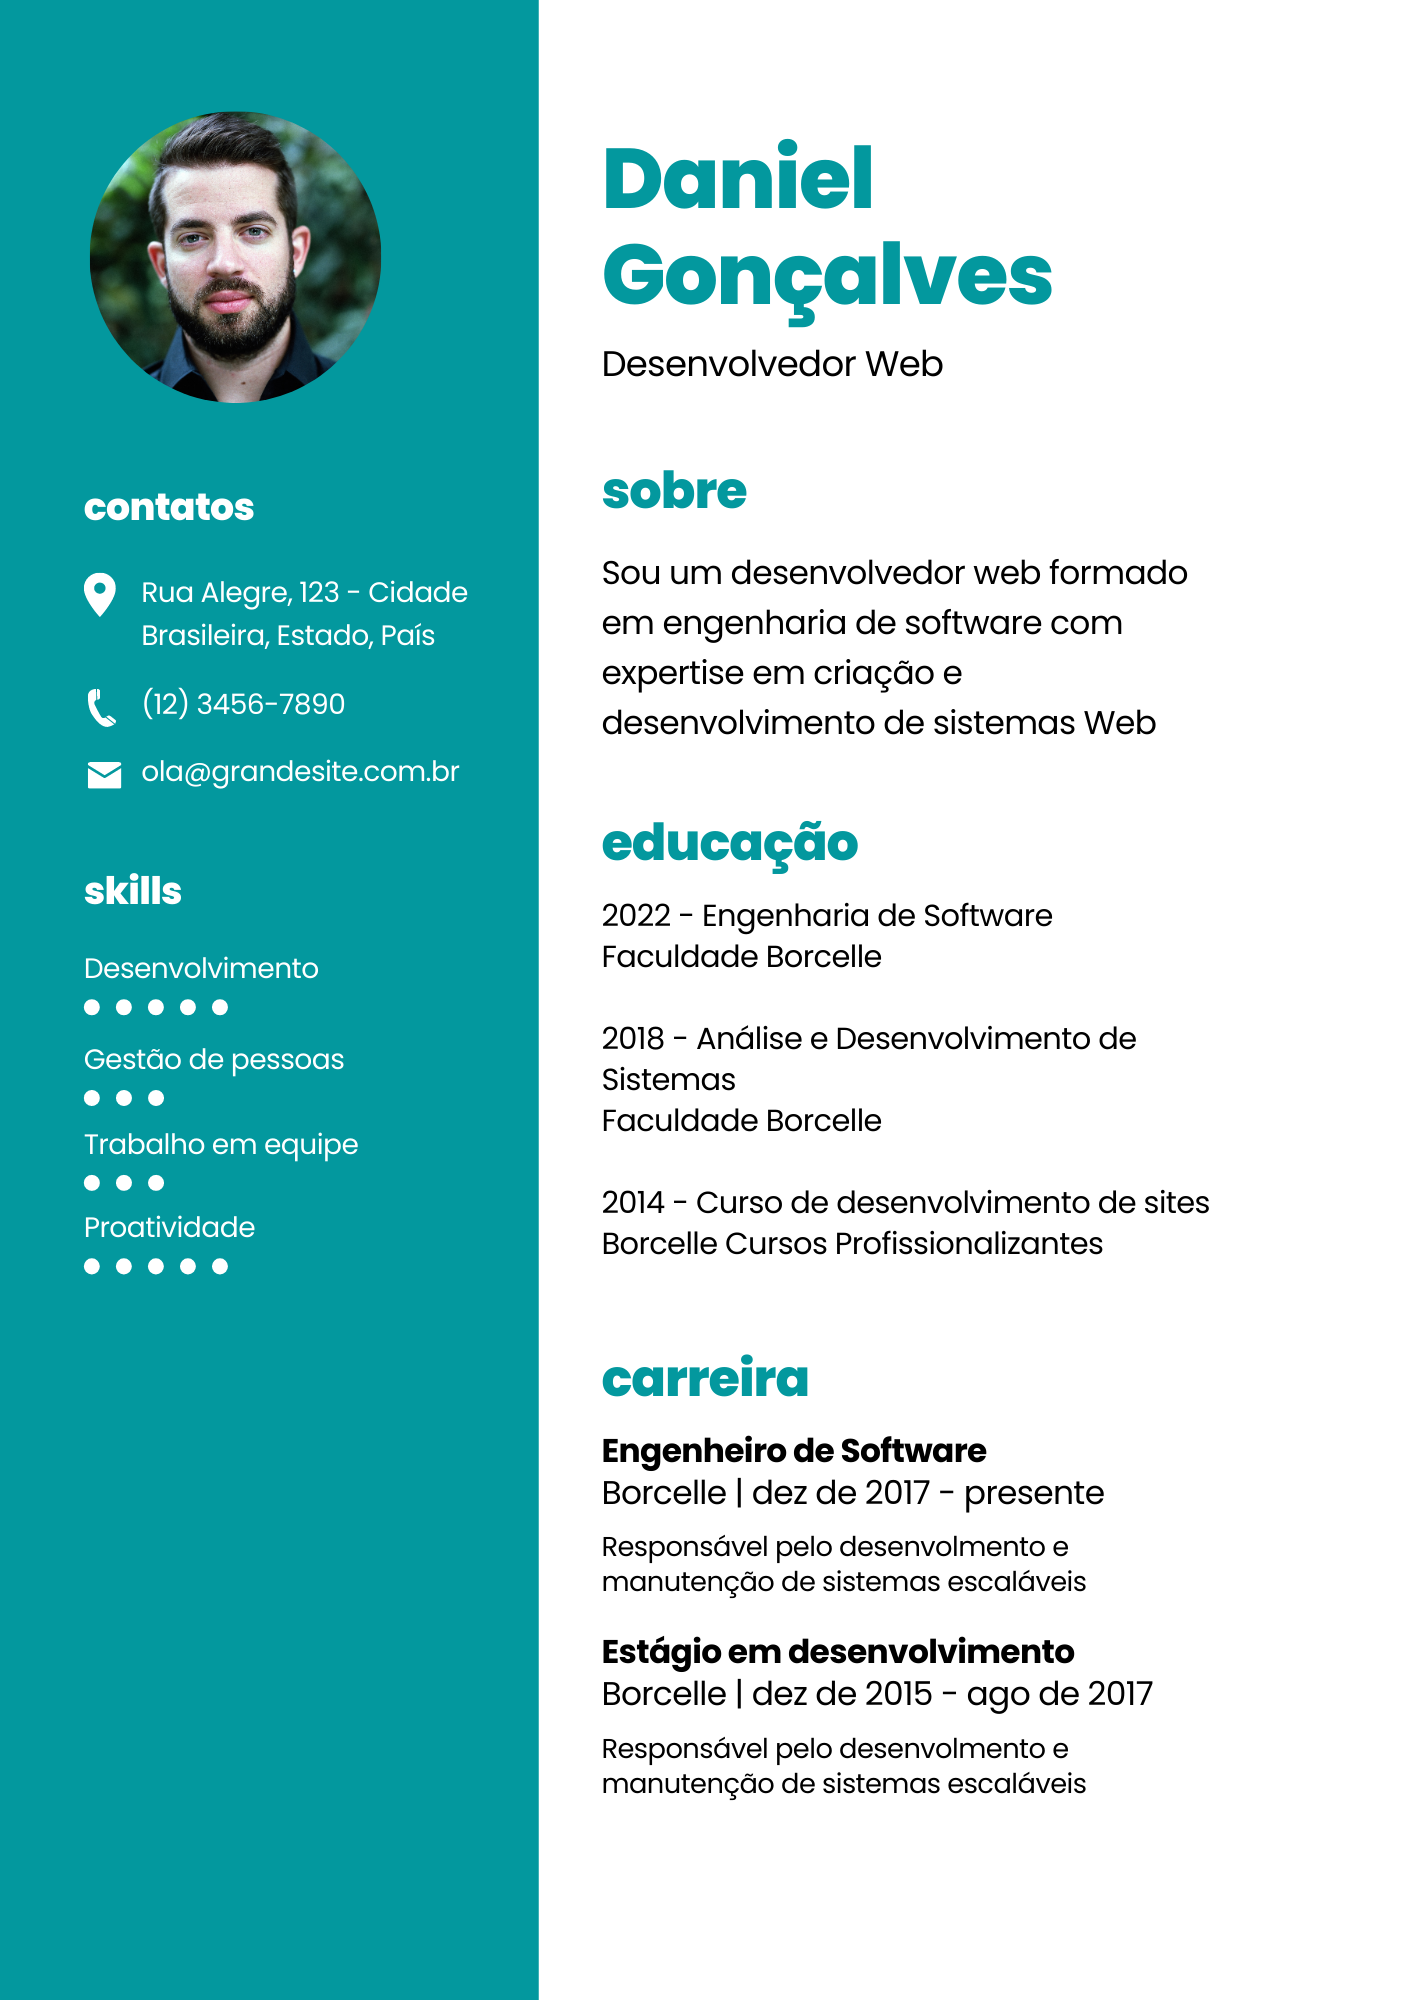 Daniel
Gonçalves
Desenvolvedor Web
contatos
Rua Alegre, 123 - Cidade
Brasileira, Estado, País
(12) 3456-7890
ola@grandesite.com.br
skills
Desenvolvimento
Gestão de pessoas
Trabalho em equipe
Proatividade
sobre
Sou um desenvolvedor web formado
em engenharia de software com
expertise em criação e
desenvolvimento de sistemas Web
educação
2022 - Engenharia de Software
Faculdade Borcelle
2018 - Análise e Desenvolvimento de
Sistemas
Faculdade Borcelle
2014 - Curso de desenvolvimento de sites
Borcelle Cursos Profissionalizantes
carreira
Engenheiro de Software
Borcelle | dez de 2017 - presente
Responsável pelo desenvolmento e
manutenção de sistemas escaláveis
Estágio em desenvolvimento
Borcelle | dez de 2015 - ago de 2017
Responsável pelo desenvolmento e
manutenção de sistemas escaláveis